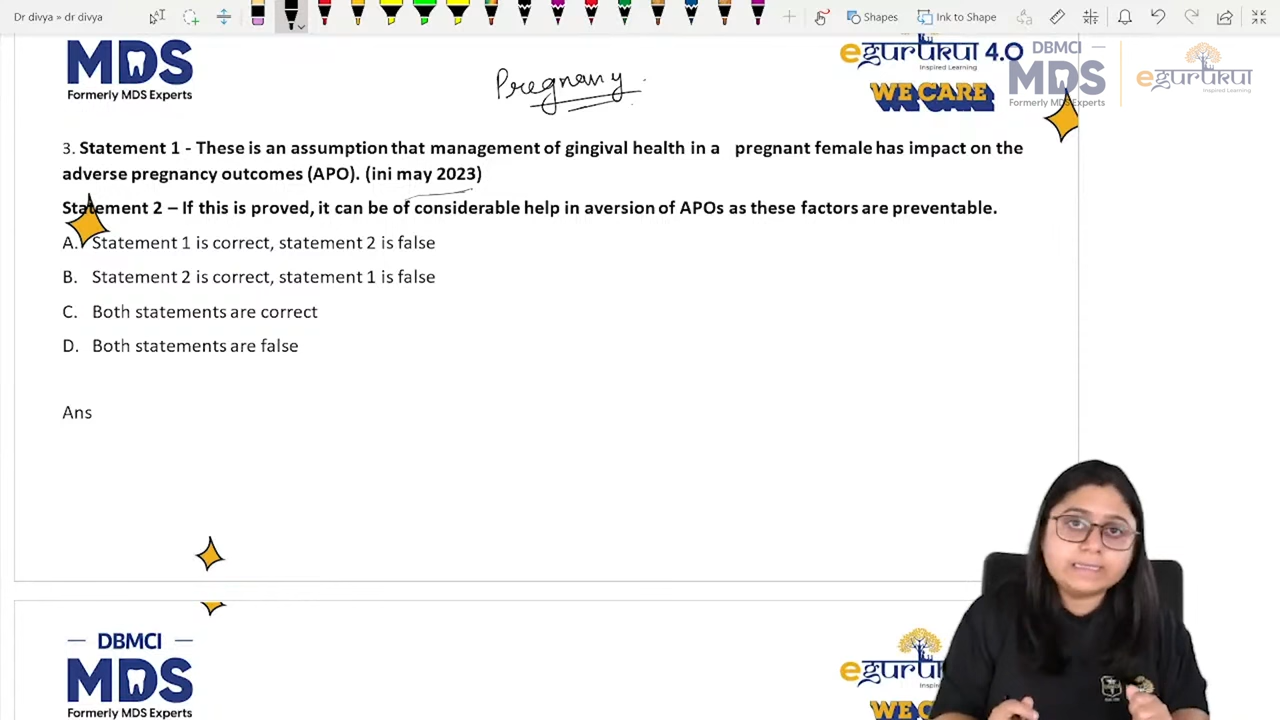 Dr divya » dr divya
Shapes
Ink to Shape
MDS
Formerly MDS Experts
Pregnancy
eGurukul 4.0
Inspired Learning
WE CARE
DBMCI
MDS
Formerly MDS Experts
eGurukul
Inspired Learning
3. Statement 1 - These is an assumption that management of gingival health in a pregnant female has impact on the
adverse pregnancy outcomes (APO). (ini may 2023)
Statement 2 – If this is proved, it can be of considerable help in aversion of APOs as these factors are preventable.
A. Statement 1 is correct, statement 2 is false
B. Statement 2 is correct, statement 1 is false
C. Both statements are correct
D. Both statements are false
Ans
DBMCI
MDS
Formerly MDS Experts